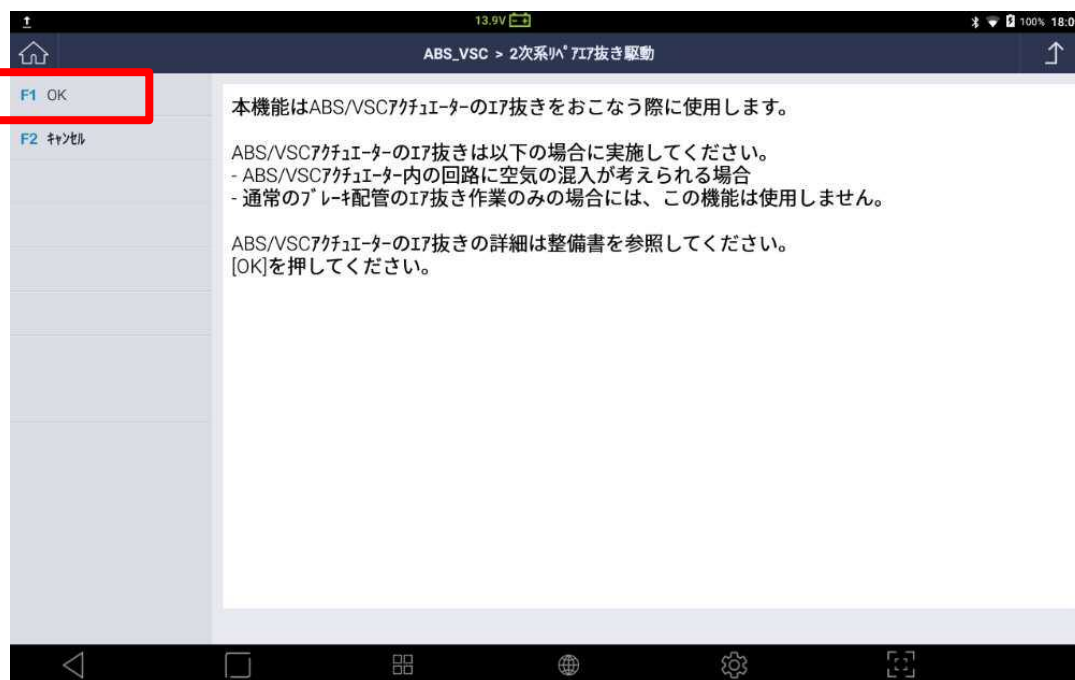 13.9V
100% 18:0
ABS_VSC > 2次系ﾘﾍﾟｱｴｱ抜き駆動
F1 OK
F2 ｷｬﾝｾﾙ
本機能はABS/VSCｱｸﾁｭｴｰﾀｰのｴｱ抜きをおこなう際に使用します。
ABS/VSCｱｸﾁｭｴｰﾀｰのｴｱ抜きは以下の場合に実施してください。
- ABS/VSCｱｸﾁｭｴｰﾀｰ内の回路に空気の混入が考えられる場合
- 通常のﾌﾞﾚｰｷ配管のｴｱ抜き作業のみの場合には、この機能は使用しません。
ABS/VSCｱｸﾁｭｴｰﾀｰのｴｱ抜きの詳細は整備書を参照してください。
[OK]を押してください。